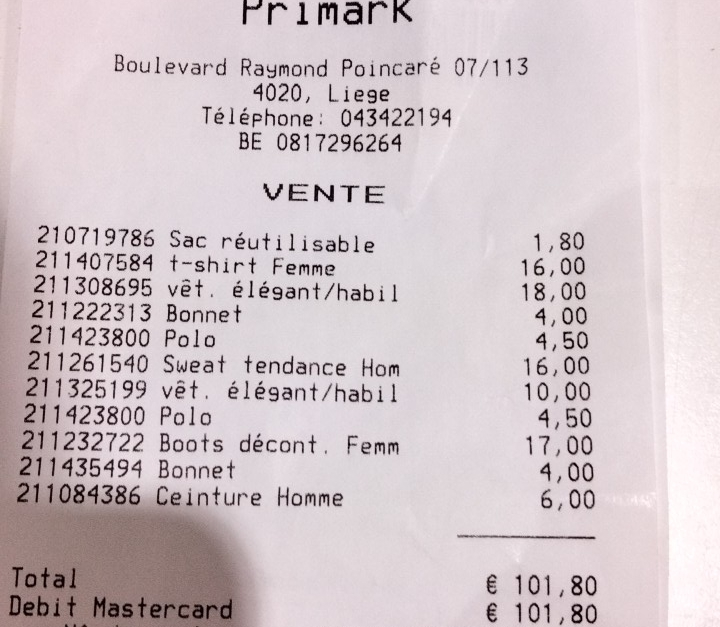 Primark
Boulevard Raymond Poincaré 07/113
4020, Liege
Téléphone: 043422194
BE 0817296264
VENTE
210719786 Sac réutilisable 1,80
211407584 t-shirt Femme 16,00
211308695 vêt. élégant/habil 18,00
211222313 Bonnet 4,00
211423800 Polo 4,50
211261540 Sweat tendance Hom 16,00
211325199 vêt. élégant/habil 10,00
211423800 Polo 4,50
211232722 Boots décont. Femm 17,00
211435494 Bonnet 4,00
211084386 Ceinture Homme 6,00
Total € 101,80
Debit Mastercard € 101,80